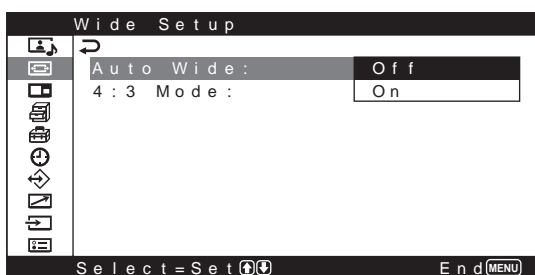 Wide Setup
Auto Wide: Off
4:3 Mode: On
Select=Set End MENU